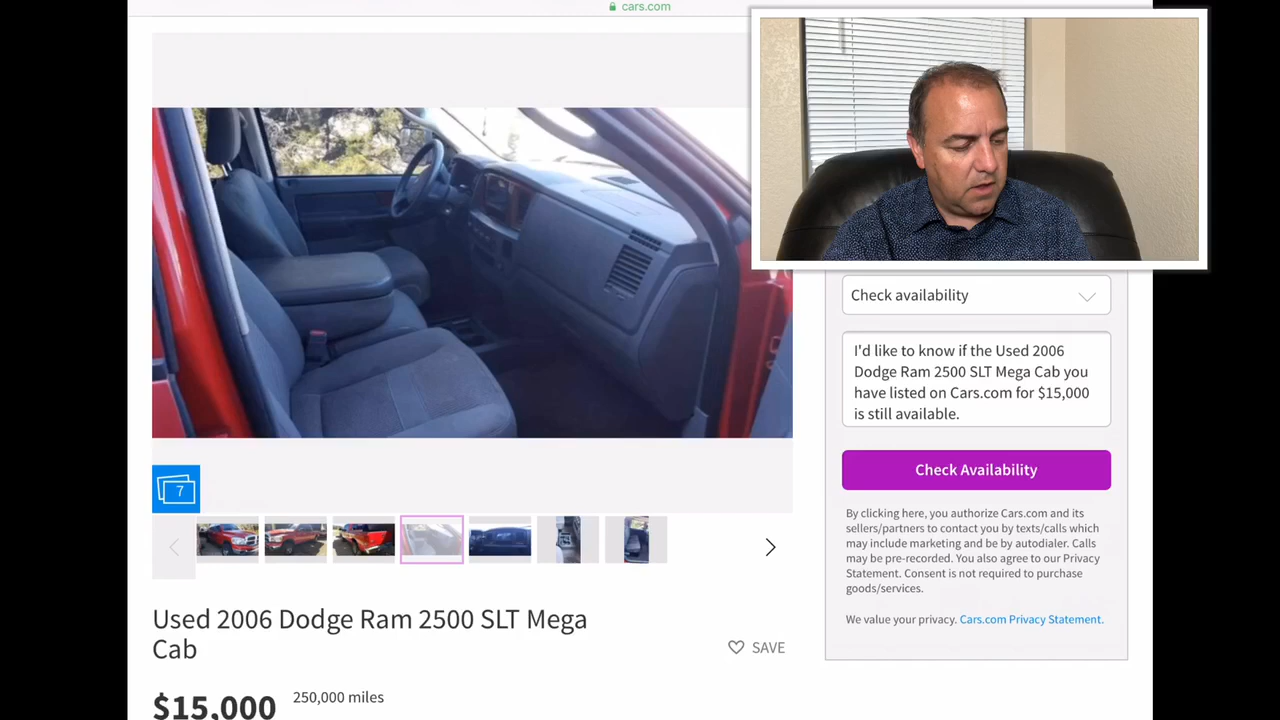 cars.com
Check availability
I'd like to know if the Used 2006
Dodge Ram 2500 SLT Mega Cab you
have listed on Cars.com for $15,000
is still available.
Check Availability
By clicking here, you authorize Cars.com and its
sellers/partners to contact you by texts/calls which
may include marketing and be by autodialer. Calls
may be pre-recorded. You also agree to our Privacy
Statement. Consent is not required to purchase
goods/services.
We value your privacy. Cars.com Privacy Statement.
7
Used 2006 Dodge Ram 2500 SLT Mega
Cab
SAVE
$15,000 250,000 miles